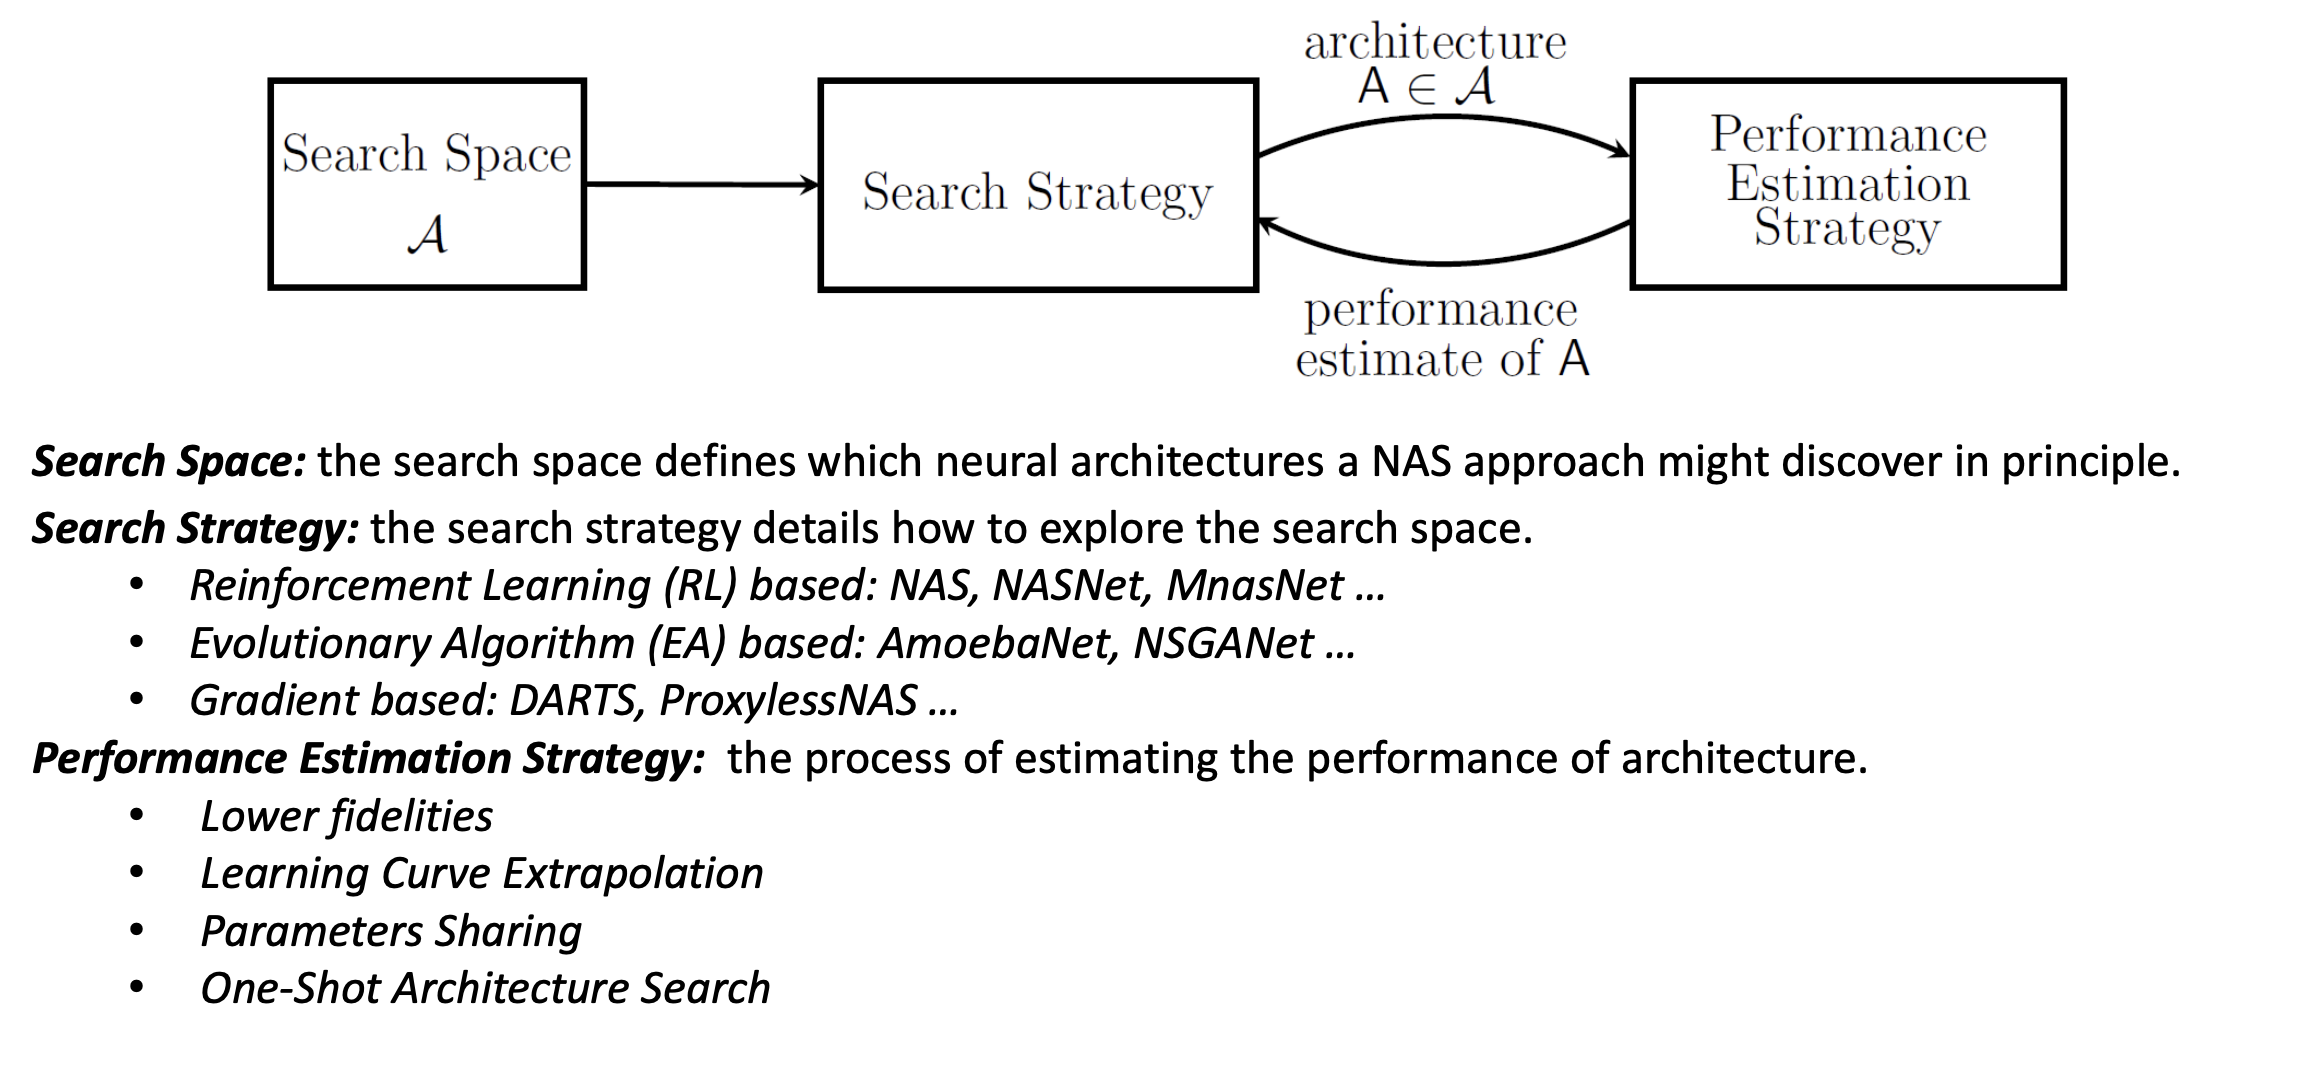 architecture
A ∈ 𝒜
Search Space
𝒜
Search Strategy
Performance
Estimation
Strategy
performance
estimate of A
Search Space: the search space defines which neural architectures a NAS approach might discover in principle.
Search Strategy: the search strategy details how to explore the search space.
• Reinforcement Learning (RL) based: NAS, NASNet, MnasNet ...
• Evolutionary Algorithm (EA) based: AmoebaNet, NSGANet ...
• Gradient based: DARTS, ProxylessNAS ...
Performance Estimation Strategy: the process of estimating the performance of architecture.
• Lower fidelities
• Learning Curve Extrapolation
• Parameters Sharing
• One-Shot Architecture Search